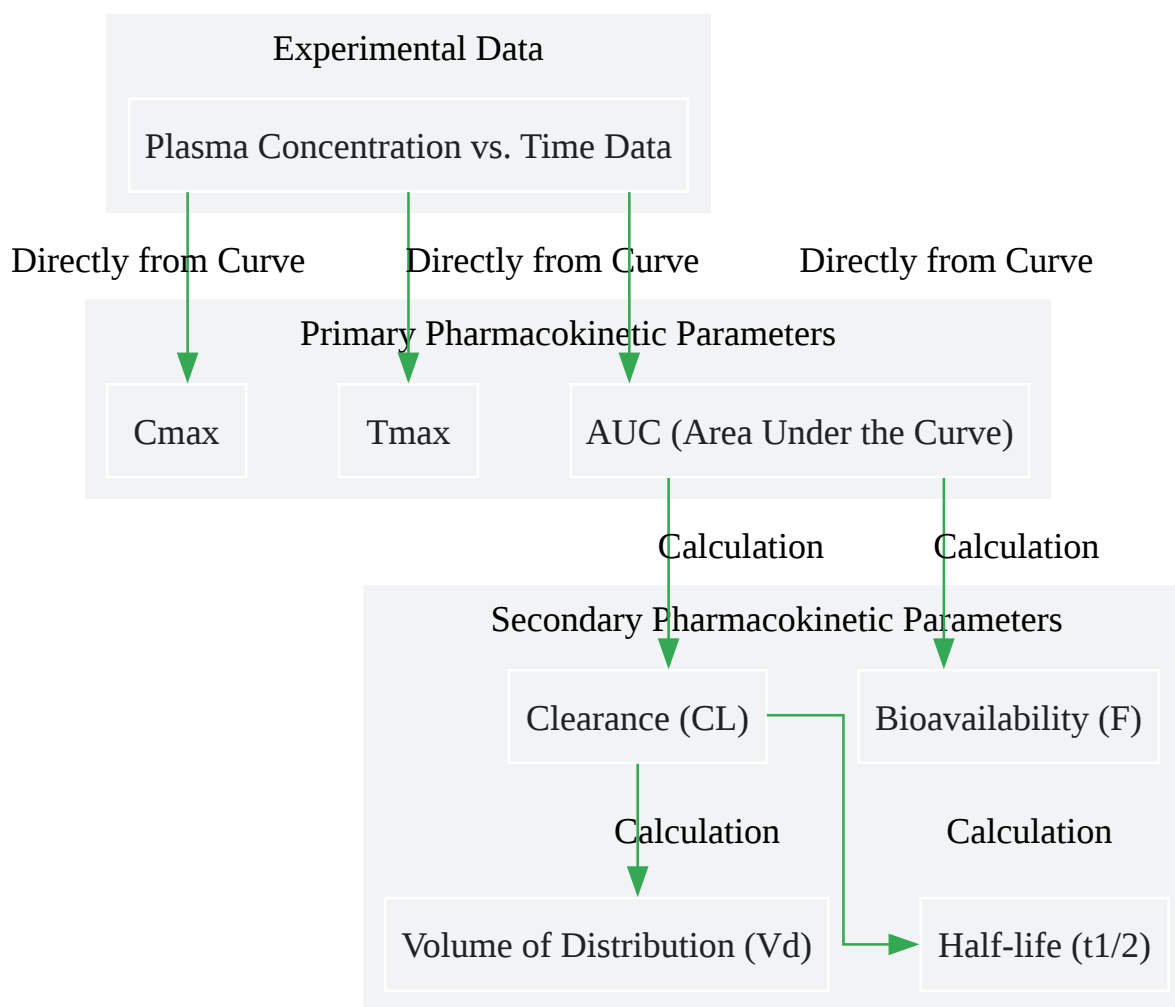 Experimental Data
Plasma Concentration vs. Time Data
Directly from Curve
Directly from Curve
Directly from Curve
Primary Pharmacokinetic Parameters
Cmax
Tmax
AUC (Area Under the Curve)
Calculation
Calculation
Secondary Pharmacokinetic Parameters
Clearance (CL)
Bioavailability (F)
Calculation
Calculation
Volume of Distribution (Vd)
Half-life (t1/2)